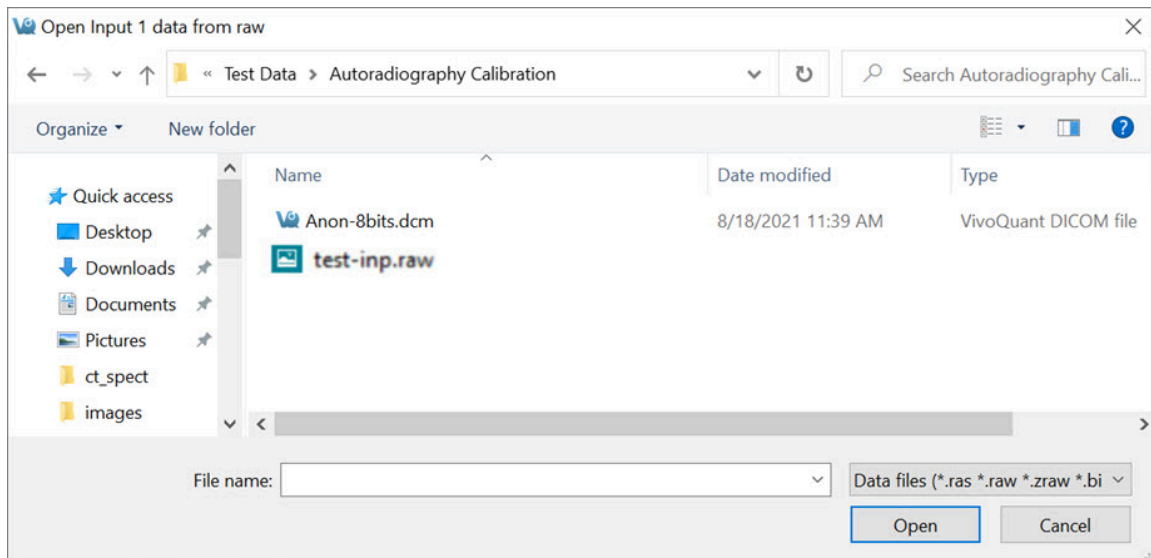 Open Input 1 data from raw
« Test Data > Autoradiography Calibration
Search Autoradiography Cali...
Organize New folder
?
Name Date modified Type
Quick access
Anon-8bits.dcm 8/18/2021 11:39 AM VivoQuant DICOM file
Desktop
test-inp.raw
Downloads
Documents
Pictures
ct_spect
images
File name: Data files (*.ras *.raw *.zraw *.bi
Open Cancel